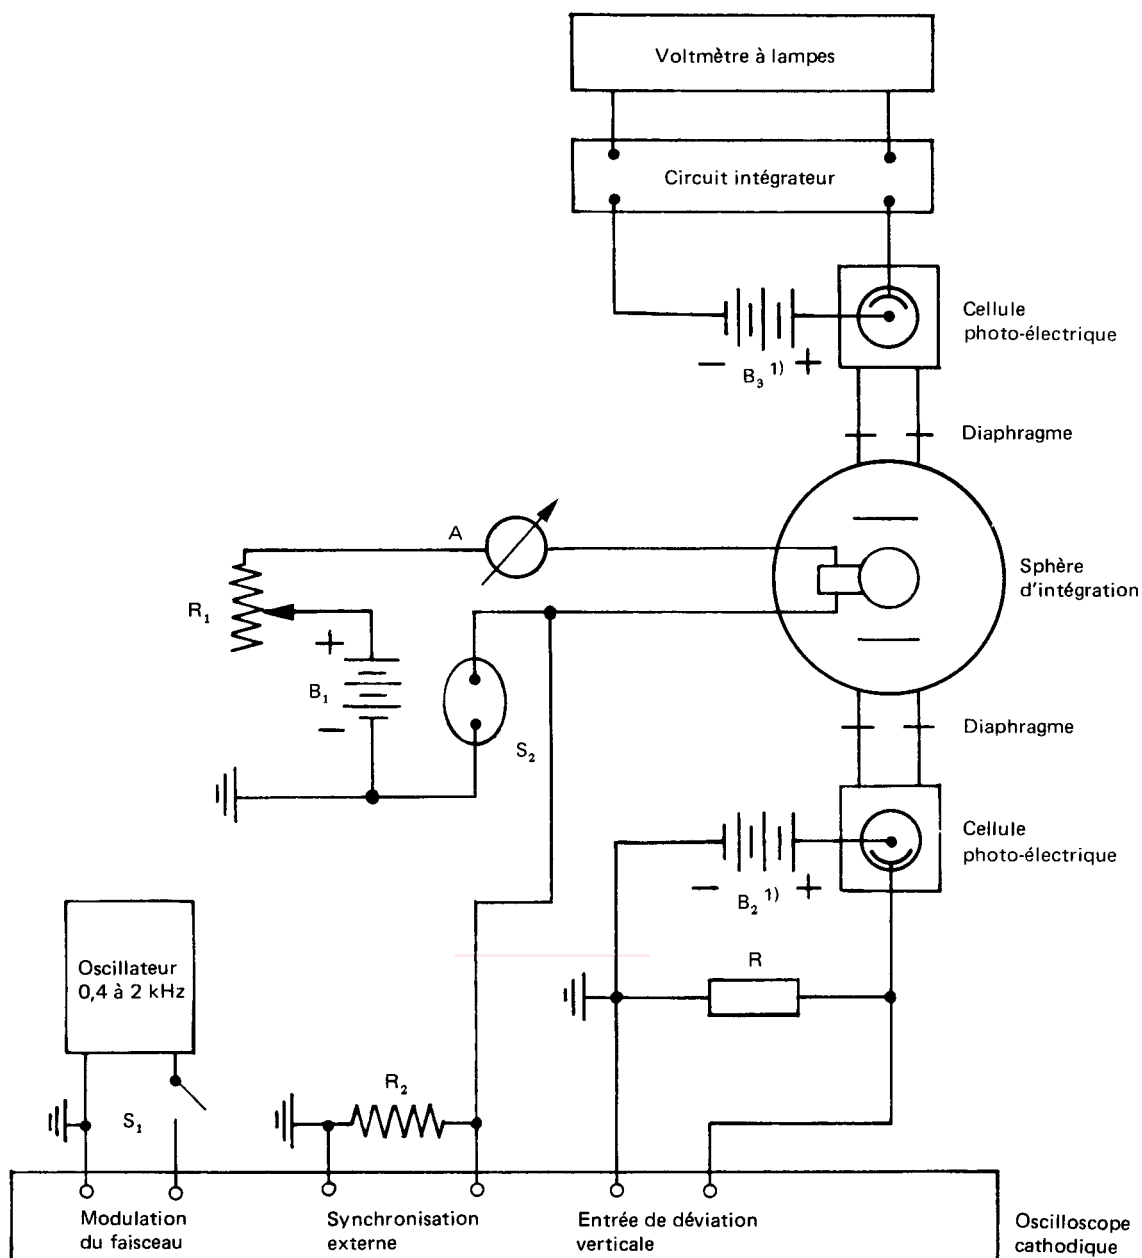 Voltmètre à lampes
Circuit intégrateur
Cellule
photo-électrique
− B₃ 1) +
Diaphragme
A
Sphère
d'intégration
R₁
+
B₁
−
S₂
Diaphragme
Cellule
photo-électrique
− B₂ 1) +
R
Oscillateur
0,4 à 2 kHz
R₂
S₁
Modulation
du faisceau
Synchronisation
externe
Entrée de déviation
verticale
Oscilloscope
cathodique